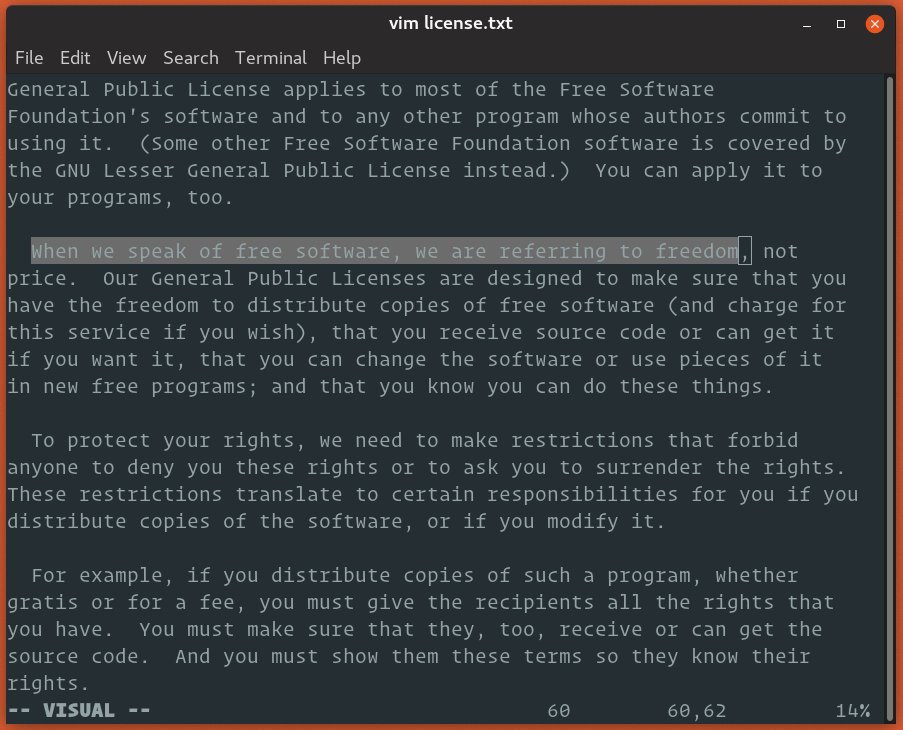 vim license.txt
File Edit View Search Terminal Help
General Public License applies to most of the Free Software
Foundation's software and to any other program whose authors commit to
using it.  (Some other Free Software Foundation software is covered by
the GNU Lesser General Public License instead.)  You can apply it to
your programs, too.
When we speak of free software, we are referring to freedom, not
price.  Our General Public Licenses are designed to make sure that you
have the freedom to distribute copies of free software (and charge for
this service if you wish), that you receive source code or can get it
if you want it, that you can change the software or use pieces of it
in new free programs; and that you know you can do these things.
To protect your rights, we need to make restrictions that forbid
anyone to deny you these rights or to ask you to surrender the rights.
These restrictions translate to certain responsibilities for you if you
distribute copies of the software, or if you modify it.
For example, if you distribute copies of such a program, whether
gratis or for a fee, you must give the recipients all the rights that
you have.  You must make sure that they, too, receive or can get the
source code.  And you must show them these terms so they know their
rights.
-- VISUAL -- 60 60,62 14%